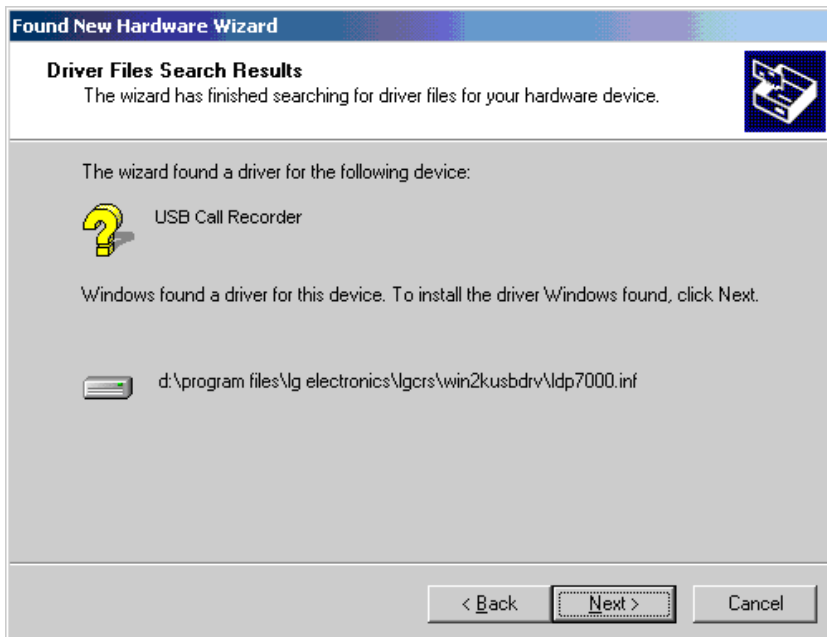 Found New Hardware Wizard
Driver Files Search Results
The wizard has finished searching for driver files for your hardware device.
The wizard found a driver for the following device:
USB Call Recorder
Windows found a driver for this device. To install the driver Windows found, click Next.
d:\program files\lg electronics\lgcrs\win2kusbdrv\ldp7000.inf
< Back Next > Cancel